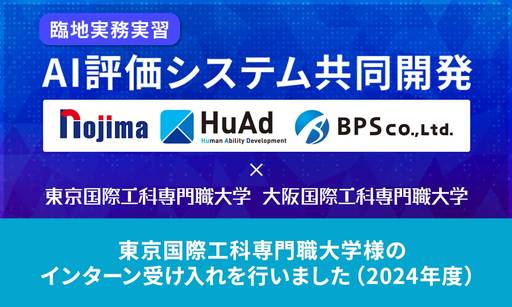 臨地実務実習
AI評価システム共同開発
nojima HuAd BPS co.,Ltd.
Human Ability Development
×
東京国際工科専門職大学 大阪国際工科専門職大学
東京国際工科専門職大学様の
インターン受け入れを行いました（2024年度）